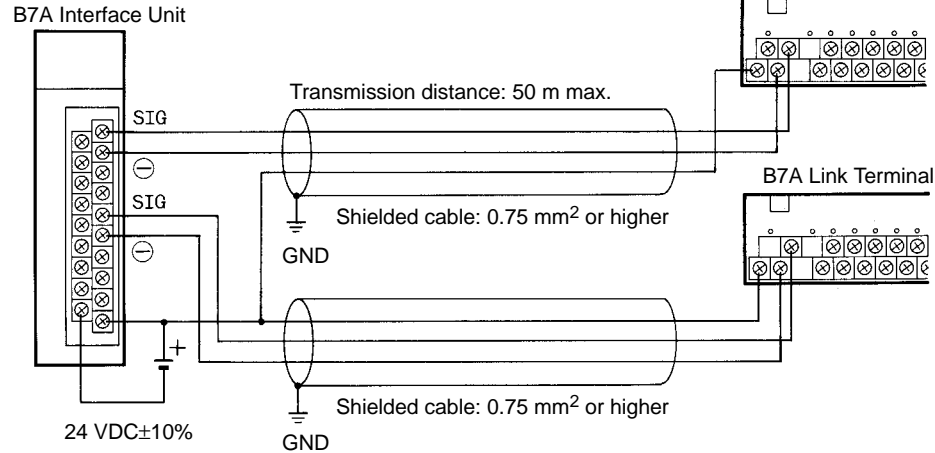 B7A Interface Unit
Transmission distance: 50 m max.
SIG
⊖
B7A Link Terminal
SIG
Shielded cable: 0.75 mm² or higher
⊖
GND
+
Shielded cable: 0.75 mm² or higher
24 VDC±10%
GND